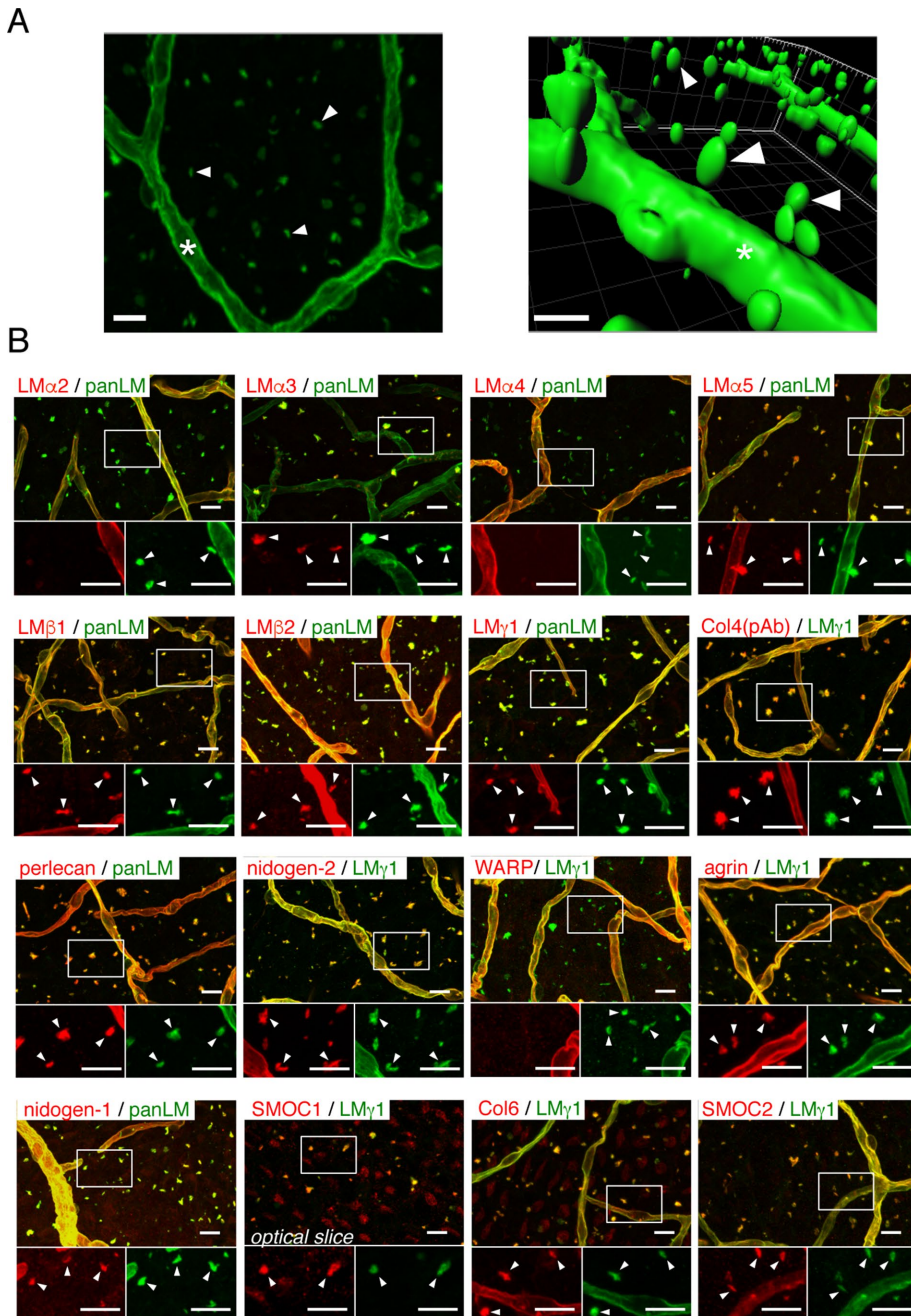 A
*
*
B
LMα2 / panLM
LMα3 / panLM
LMα4 / panLM
LMα5 / panLM
LMβ1 / panLM
LMβ2 / panLM
LMγ1 / panLM
Col4(pAb) / LMγ1
perlecan / panLM
nidogen-2 / LMγ1
WARP/ LMγ1
agrin / LMγ1
nidogen-1 / panLM
SMOC1 / LMγ1
Col6 / LMγ1
SMOC2 / LMγ1
optical slice